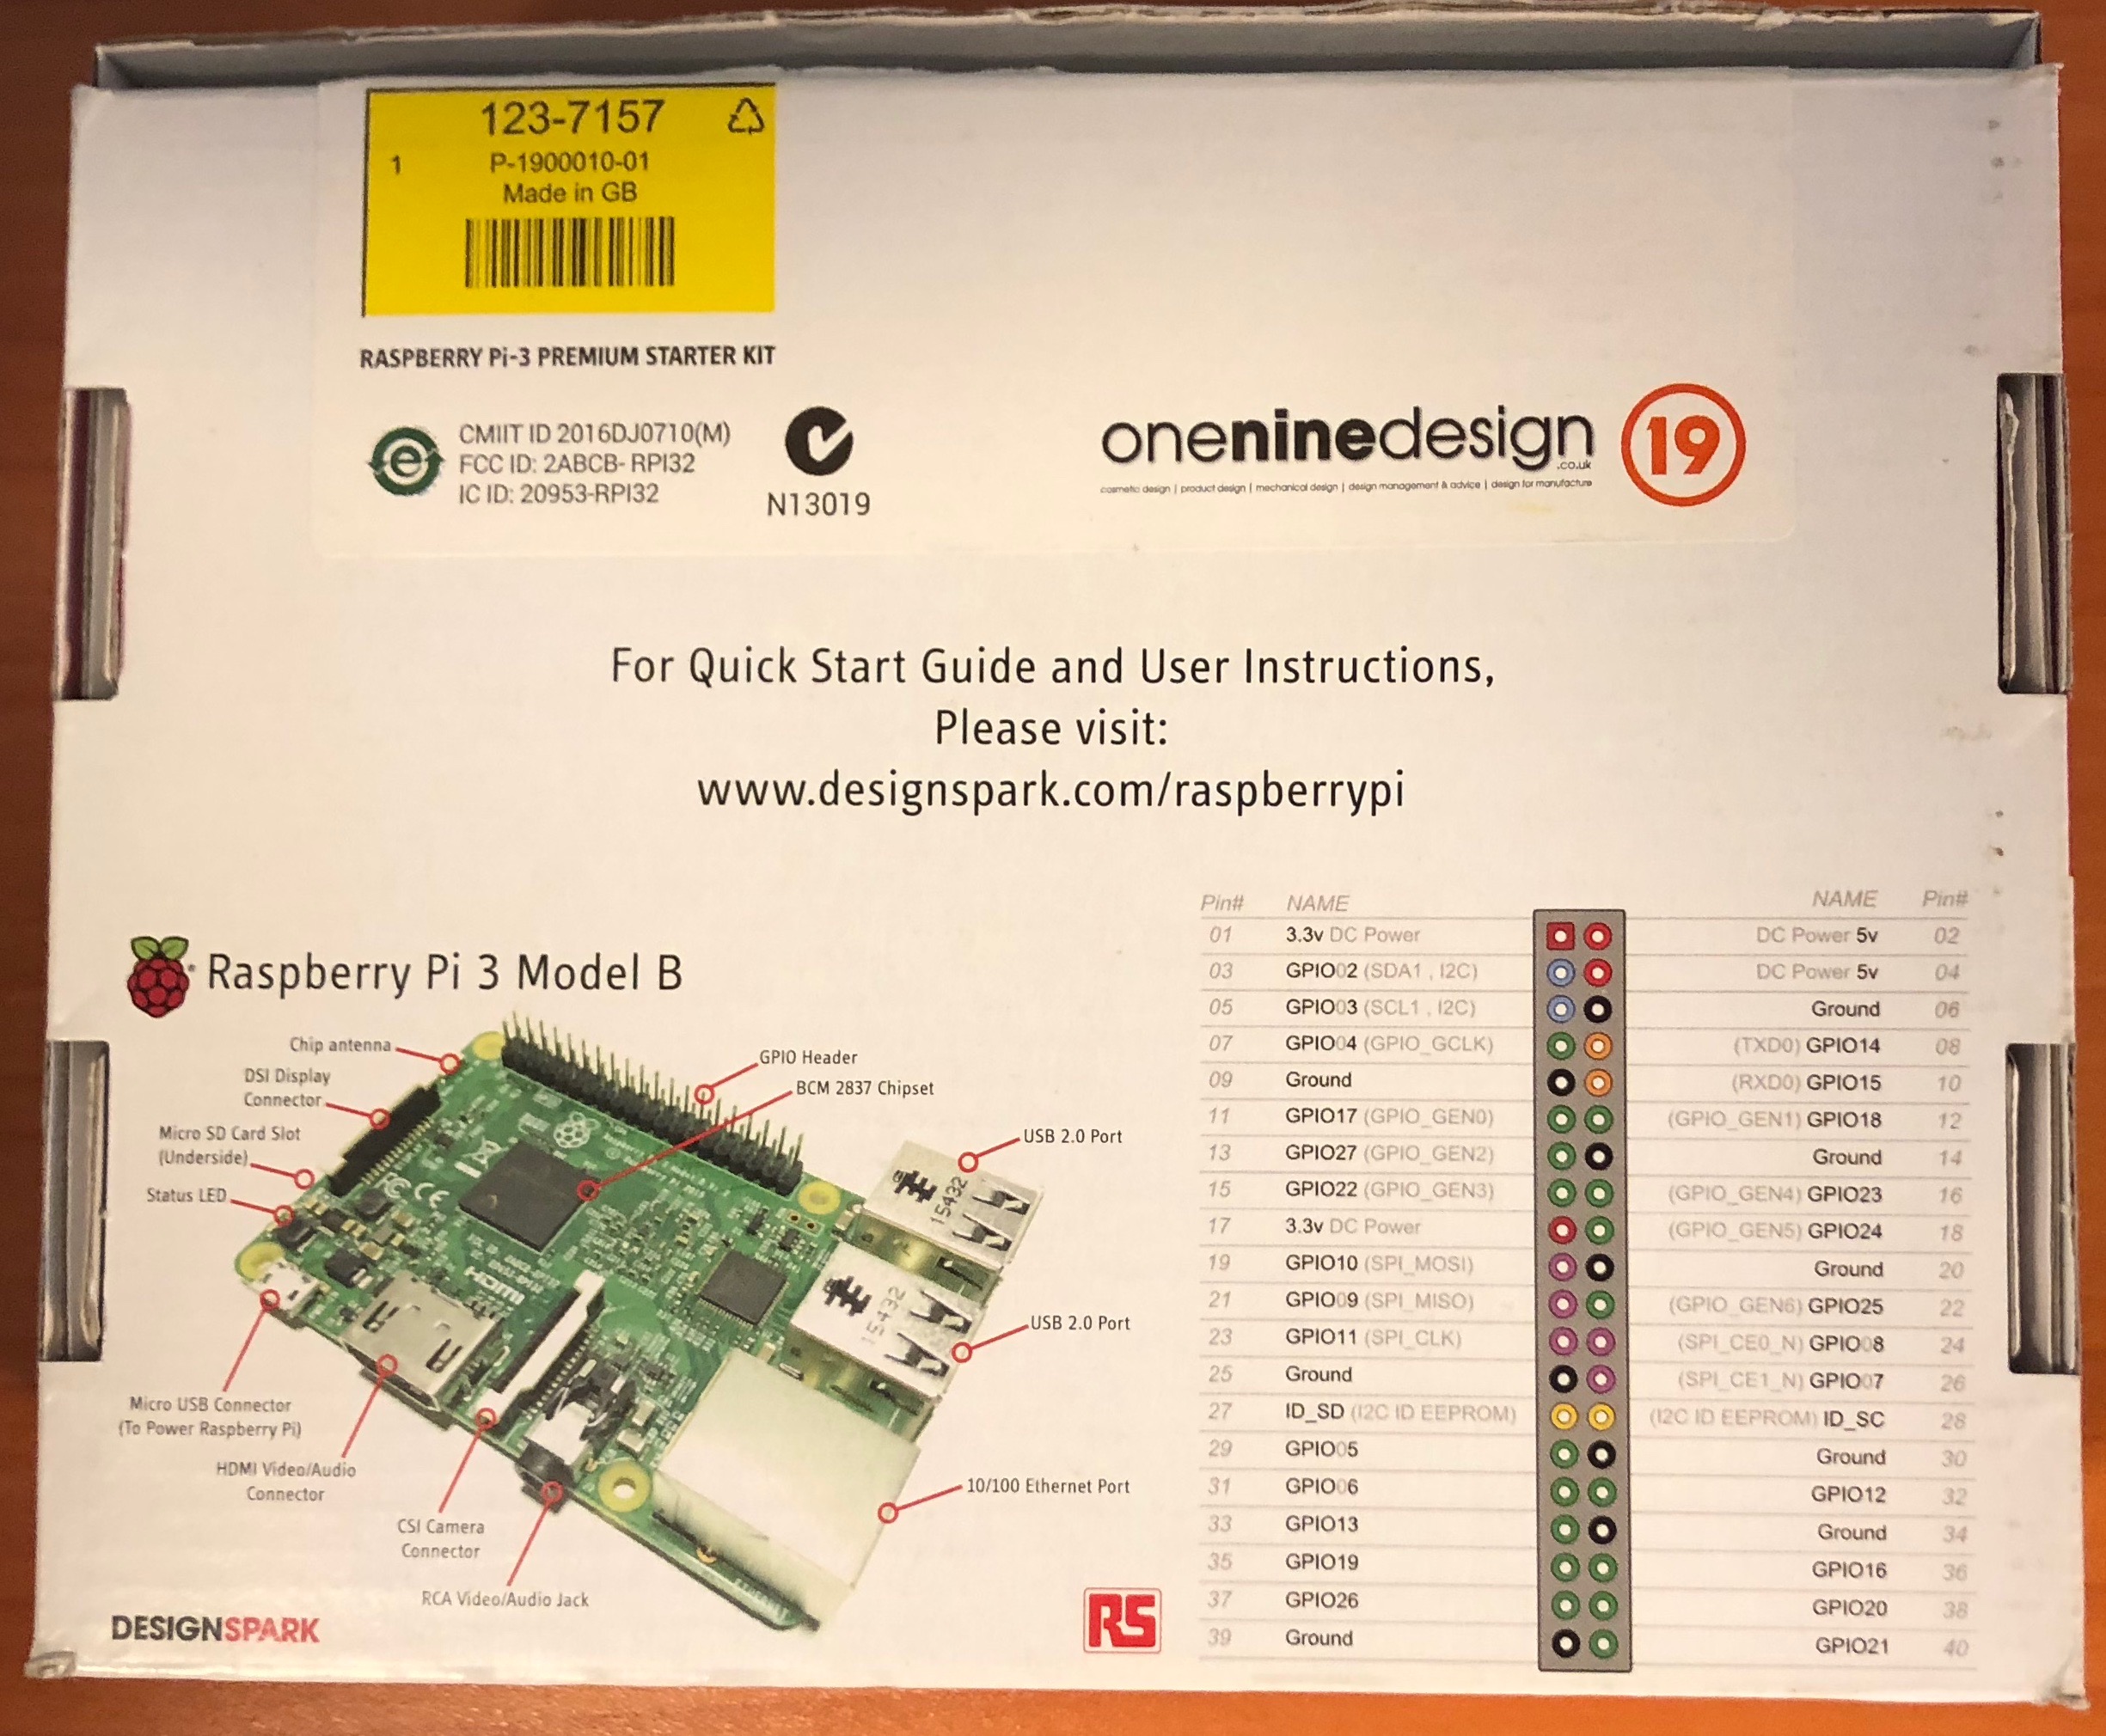 123-7157
1 P-1900010-01
Made in GB
RASPBERRY Pi-3 PREMIUM STARTER KIT
CMIIT ID 2016DJ0710(M)
FCC ID: 2ABCB- RPI32
IC ID: 20953-RPI32
N13019
oneninedesign
.co.uk
19
cosmetic design | product design | mechanical design | design management & advice | design for manufacture
For Quick Start Guide and User Instructions,
Please visit:
www.designspark.com/raspberrypi
Raspberry Pi 3 Model B
Chip antenna
DSI Display
Connector
Micro SD Card Slot
(Underside)
Status LED
GPIO Header
BCM 2837 Chipset
USB 2.0 Port
USB 2.0 Port
15432
15432
HDMI
Micro USB Connector
(To Power Raspberry Pi)
HDMI Video/Audio
Connector
CSI Camera
Connector
RCA Video/Audio Jack
10/100 Ethernet Port
DESIGNSPARK
RS
Pin# NAME NAME Pin#
01 3.3v DC Power DC Power 5v 02
03 GPIO02 (SDA1 , I2C) DC Power 5v 04
05 GPIO03 (SCL1 , I2C) Ground 06
07 GPIO04 (GPIO_GCLK) (TXD0) GPIO14 08
09 Ground (RXD0) GPIO15 10
11 GPIO17 (GPIO_GEN0) (GPIO_GEN1) GPIO18 12
13 GPIO27 (GPIO_GEN2) Ground 14
15 GPIO22 (GPIO_GEN3) (GPIO_GEN4) GPIO23 16
17 3.3v DC Power (GPIO_GEN5) GPIO24 18
19 GPIO10 (SPI_MOSI) Ground 20
21 GPIO09 (SPI_MISO) (GPIO_GEN6) GPIO25 22
23 GPIO11 (SPI_CLK) (SPI_CE0_N) GPIO08 24
25 Ground (SPI_CE1_N) GPIO07 26
27 ID_SD (I2C ID EEPROM) (I2C ID EEPROM) ID_SC 28
29 GPIO05 Ground 30
31 GPIO06 GPIO12 32
33 GPIO13 Ground 34
35 GPIO19 GPIO16 36
37 GPIO26 GPIO20 38
39 Ground GPIO21 40